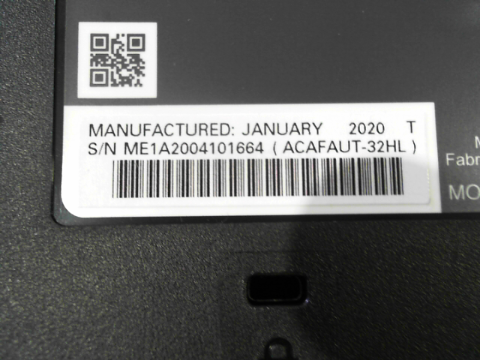 MANUFACTURED: JANUARY 2020 T
S/N ME1A2004101664 ( ACAFAUT-32HL )